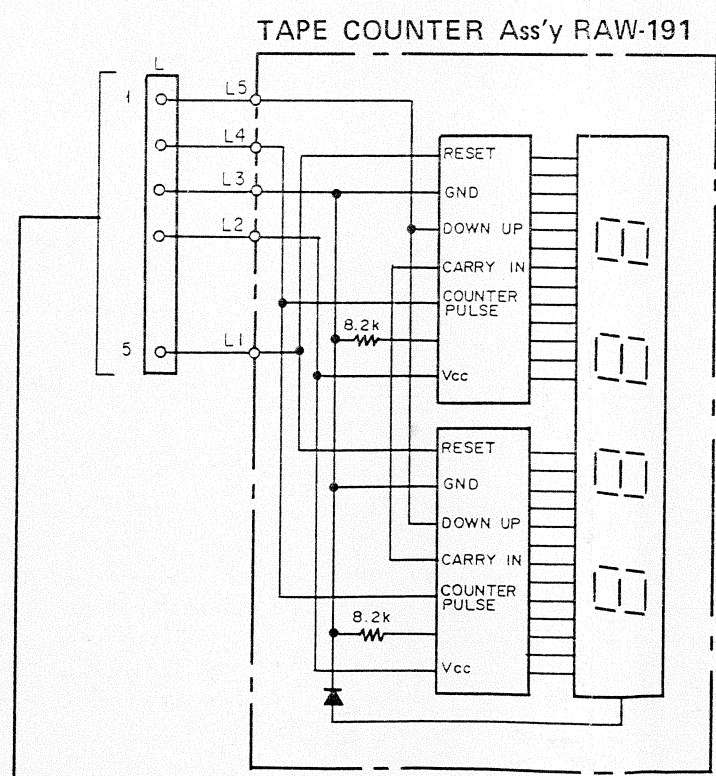 TAPE COUNTER Ass'y RAW-191
L
1
L5
L4
L3
L2
5
L1
RESET
GND
DOWN UP
CARRY IN
COUNTER
PULSE
8.2k
Vcc
RESET
GND
DOWN UP
CARRY IN
COUNTER
PULSE
8.2k
Vcc